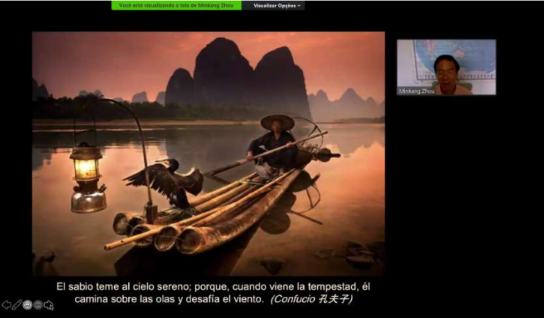 Você está visualizando a tela de Minkang Zhou
Visualizar Opções
Minkang Zhou
El sabio teme al cielo sereno; porque, cuando viene la tempestad, él
camina sobre las olas y desafía el viento. (Confucio 孔夫子)